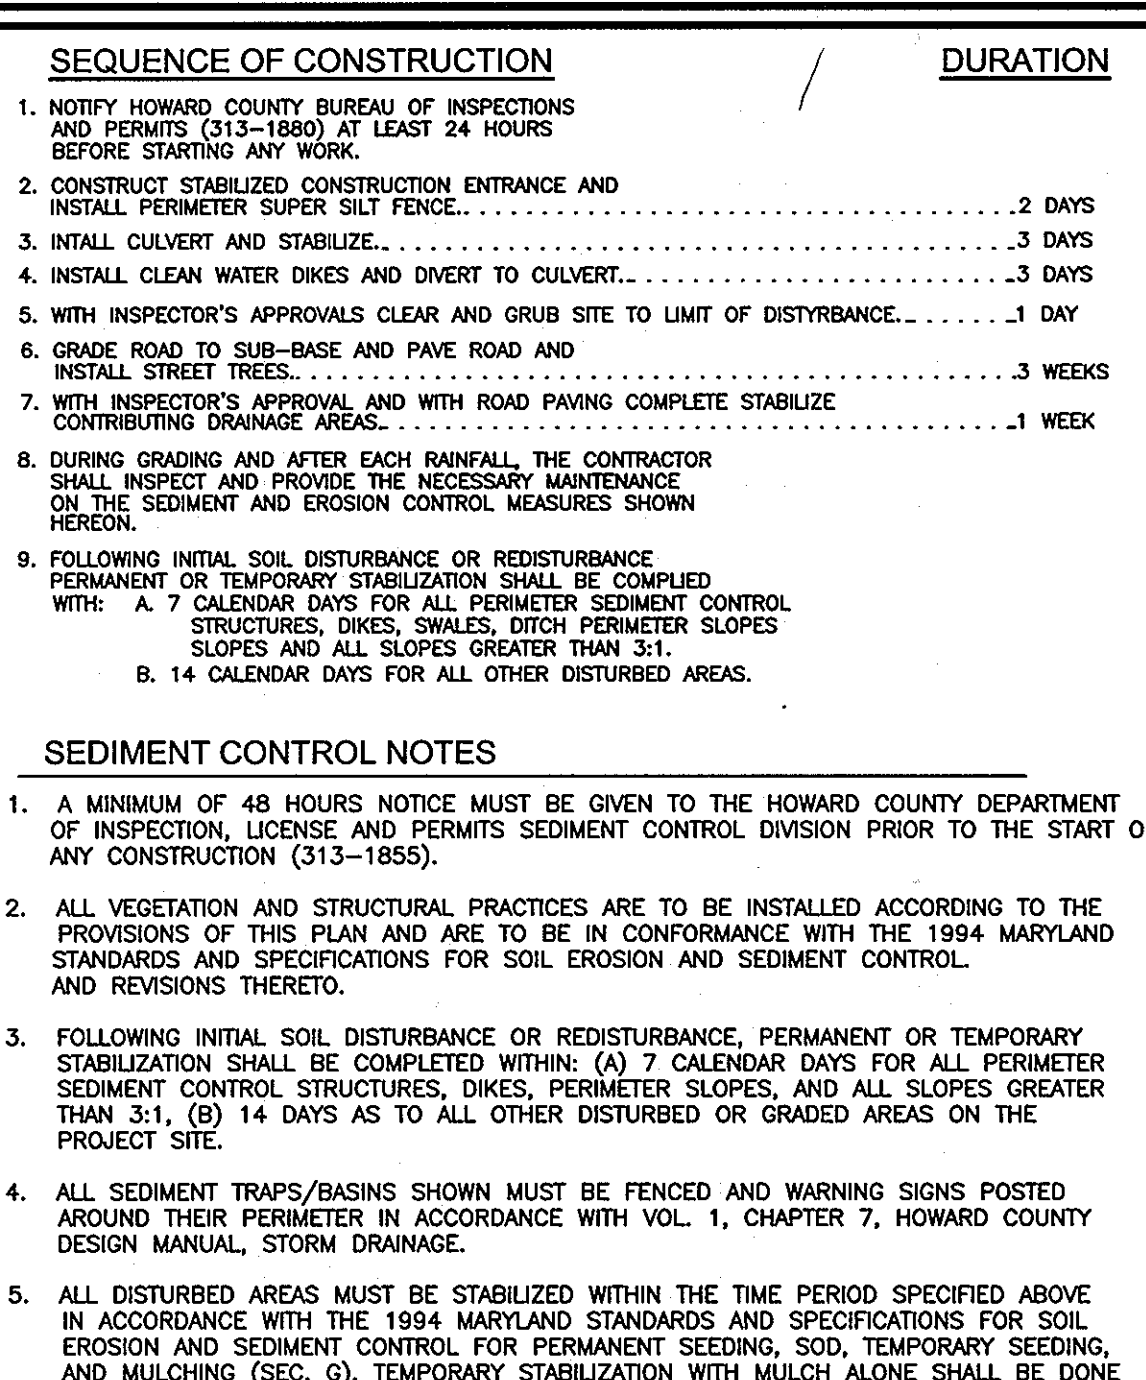 SEQUENCE OF CONSTRUCTION DURATION
1. NOTIFY HOWARD COUNTY BUREAU OF INSPECTIONS
AND PERMITS (313-1880) AT LEAST 24 HOURS
BEFORE STARTING ANY WORK.
2. CONSTRUCT STABILIZED CONSTRUCTION ENTRANCE AND
INSTALL PERIMETER SUPER SILT FENCE. 2 DAYS
3. INTALL CULVERT AND STABILIZE. 3 DAYS
4. INSTALL CLEAN WATER DIKES AND DIVERT TO CULVERT. 3 DAYS
5. WITH INSPECTOR'S APPROVALS CLEAR AND GRUB SITE TO LIMIT OF DISTYRBANCE. 1 DAY
6. GRADE ROAD TO SUB-BASE AND PAVE ROAD AND
INSTALL STREET TREES. 3 WEEKS
7. WITH INSPECTOR'S APPROVAL AND WITH ROAD PAVING COMPLETE STABILIZE
CONTRIBUTING DRAINAGE AREAS. 1 WEEK
8. DURING GRADING AND AFTER EACH RAINFALL, THE CONTRACTOR
SHALL INSPECT AND PROVIDE THE NECESSARY MAINTENANCE
ON THE SEDIMENT AND EROSION CONTROL MEASURES SHOWN
HEREON.
9. FOLLOWING INITIAL SOIL DISTURBANCE OR REDISTURBANCE
PERMANENT OR TEMPORARY STABILIZATION SHALL BE COMPLIED
WITH: A. 7 CALENDAR DAYS FOR ALL PERIMETER SEDIMENT CONTROL
STRUCTURES, DIKES, SWALES, DITCH PERIMETER SLOPES
SLOPES AND ALL SLOPES GREATER THAN 3:1.
B. 14 CALENDAR DAYS FOR ALL OTHER DISTURBED AREAS.
SEDIMENT CONTROL NOTES
1. A MINIMUM OF 48 HOURS NOTICE MUST BE GIVEN TO THE HOWARD COUNTY DEPARTMENT
OF INSPECTION, LICENSE AND PERMITS SEDIMENT CONTROL DIVISION PRIOR TO THE START O
ANY CONSTRUCTION (313-1855).
2. ALL VEGETATION AND STRUCTURAL PRACTICES ARE TO BE INSTALLED ACCORDING TO THE
PROVISIONS OF THIS PLAN AND ARE TO BE IN CONFORMANCE WITH THE 1994 MARYLAND
STANDARDS AND SPECIFICATIONS FOR SOIL EROSION AND SEDIMENT CONTROL.
AND REVISIONS THERETO.
3. FOLLOWING INITIAL SOIL DISTURBANCE OR REDISTURBANCE, PERMANENT OR TEMPORARY
STABILIZATION SHALL BE COMPLETED WITHIN: (A) 7 CALENDAR DAYS FOR ALL PERIMETER
SEDIMENT CONTROL STRUCTURES, DIKES, PERIMETER SLOPES, AND ALL SLOPES GREATER
THAN 3:1, (B) 14 DAYS AS TO ALL OTHER DISTURBED OR GRADED AREAS ON THE
PROJECT SITE.
4. ALL SEDIMENT TRAPS/BASINS SHOWN MUST BE FENCED AND WARNING SIGNS POSTED
AROUND THEIR PERIMETER IN ACCORDANCE WITH VOL. 1, CHAPTER 7, HOWARD COUNTY
DESIGN MANUAL, STORM DRAINAGE.
5. ALL DISTURBED AREAS MUST BE STABILIZED WITHIN THE TIME PERIOD SPECIFIED ABOVE
IN ACCORDANCE WITH THE 1994 MARYLAND STANDARDS AND SPECIFICATIONS FOR SOIL
EROSION AND SEDIMENT CONTROL FOR PERMANENT SEEDING, SOD, TEMPORARY SEEDING,
AND MULCHING (SEC. G). TEMPORARY STABILIZATION WITH MULCH ALONE SHALL BE DONE